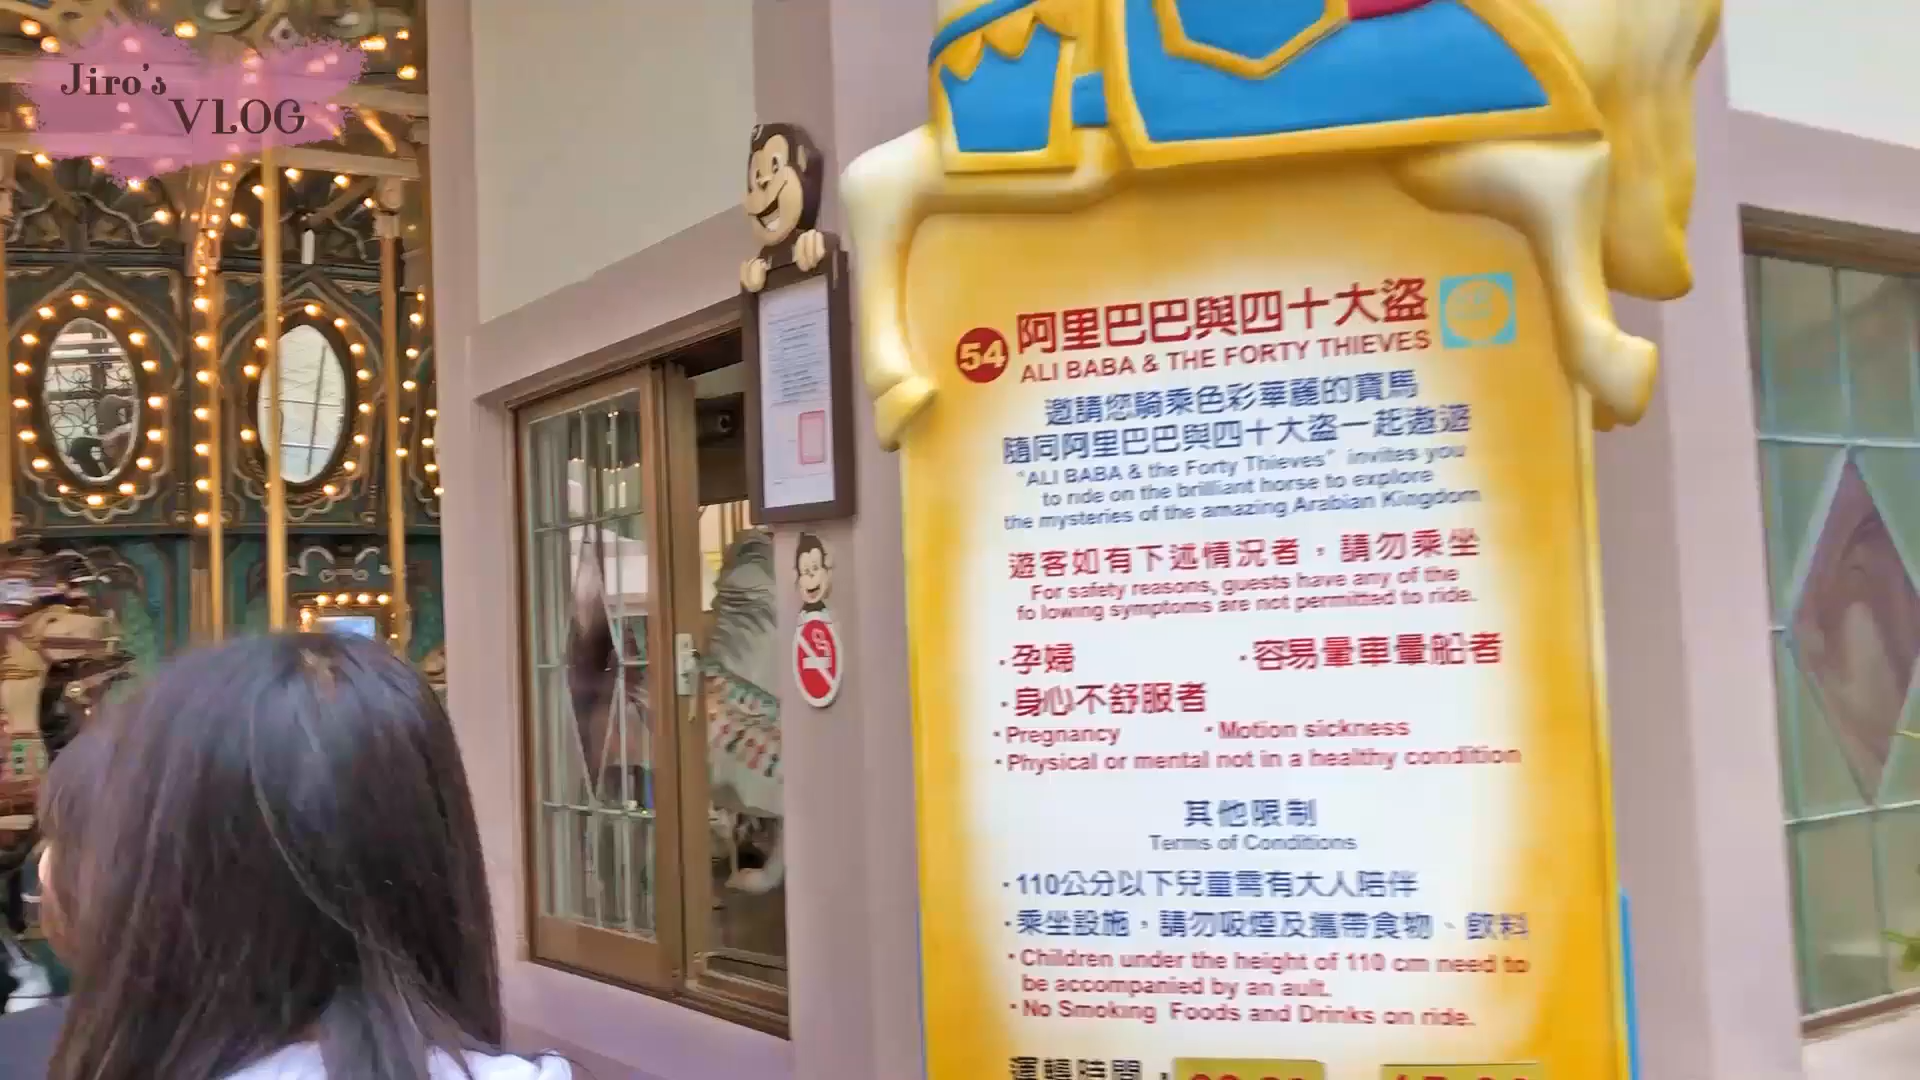 Jiro's
VLOG
54
阿里巴巴與四十大盜
ALI BABA & THE FORTY THIEVES
邀請您騎乘色彩華麗的寶馬
隨同阿里巴巴與四十大盜一起遨遊
"ALI BABA & the Forty Thieves" invites you
to ride on the brilliant horse to explore
the mysteries of the amazing Arabian Kingdom
遊客如有下述情況者，請勿乘坐
For safety reasons, guests have any of the
fo lowing symptoms are not permitted to ride.
·孕婦 ·容易暈車暈船者
·身心不舒服者
·Pregnancy ·Motion sickness
·Physical or mental not in a healthy condition
其他限制
Terms of Conditions
·110公分以下兒童需有大人陪伴
·乘坐設施，請勿吸煙及攜帶食物、飲料
·Children under the height of 110 cm need to
be accompanied by an ault.
·No Smoking Foods and Drinks on ride.
運轉時間：